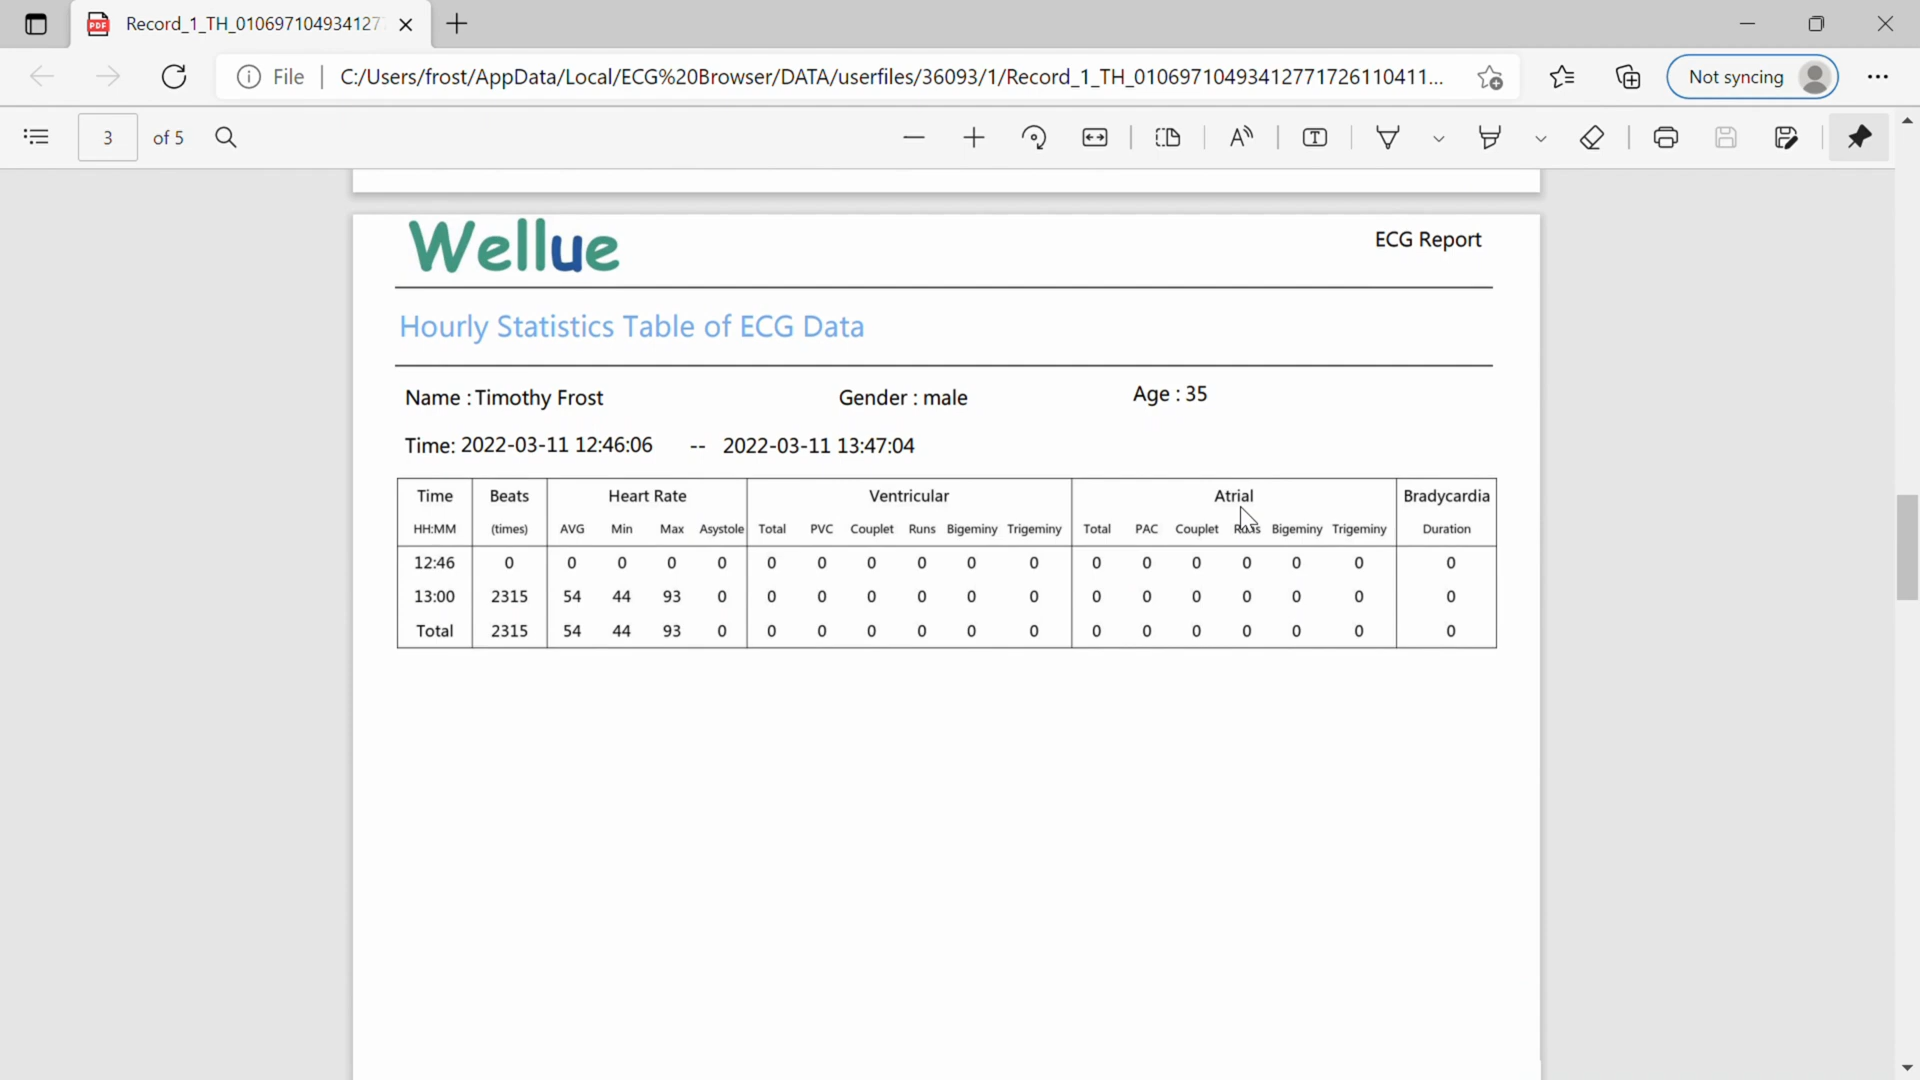 Record_1_TH_01069710493412771
File C:/Users/frost/AppData/Local/ECG%20Browser/DATA/userfiles/36093/1/Record_1_TH_01069710493412771726110411... Not syncing
3 of 5
Wellue ECG Report
Hourly Statistics Table of ECG Data
Name : Timothy Frost Gender : male Age : 35
Time: 2022-03-11 12:46:06 -- 2022-03-11 13:47:04
Time Beats Heart Rate Ventricular Atrial Bradycardia
HH:MM (times) AVG Min Max Asystole Total PVC Couplet Runs Bigeminy Trigeminy Total PAC Couplet Runs Bigeminy Trigeminy Duration
12:46 0 0 0 0 0 0 0 0 0 0 0 0 0 0 0 0 0 0
13:00 2315 54 44 93 0 0 0 0 0 0 0 0 0 0 0 0 0 0
Total 2315 54 44 93 0 0 0 0 0 0 0 0 0 0 0 0 0 0